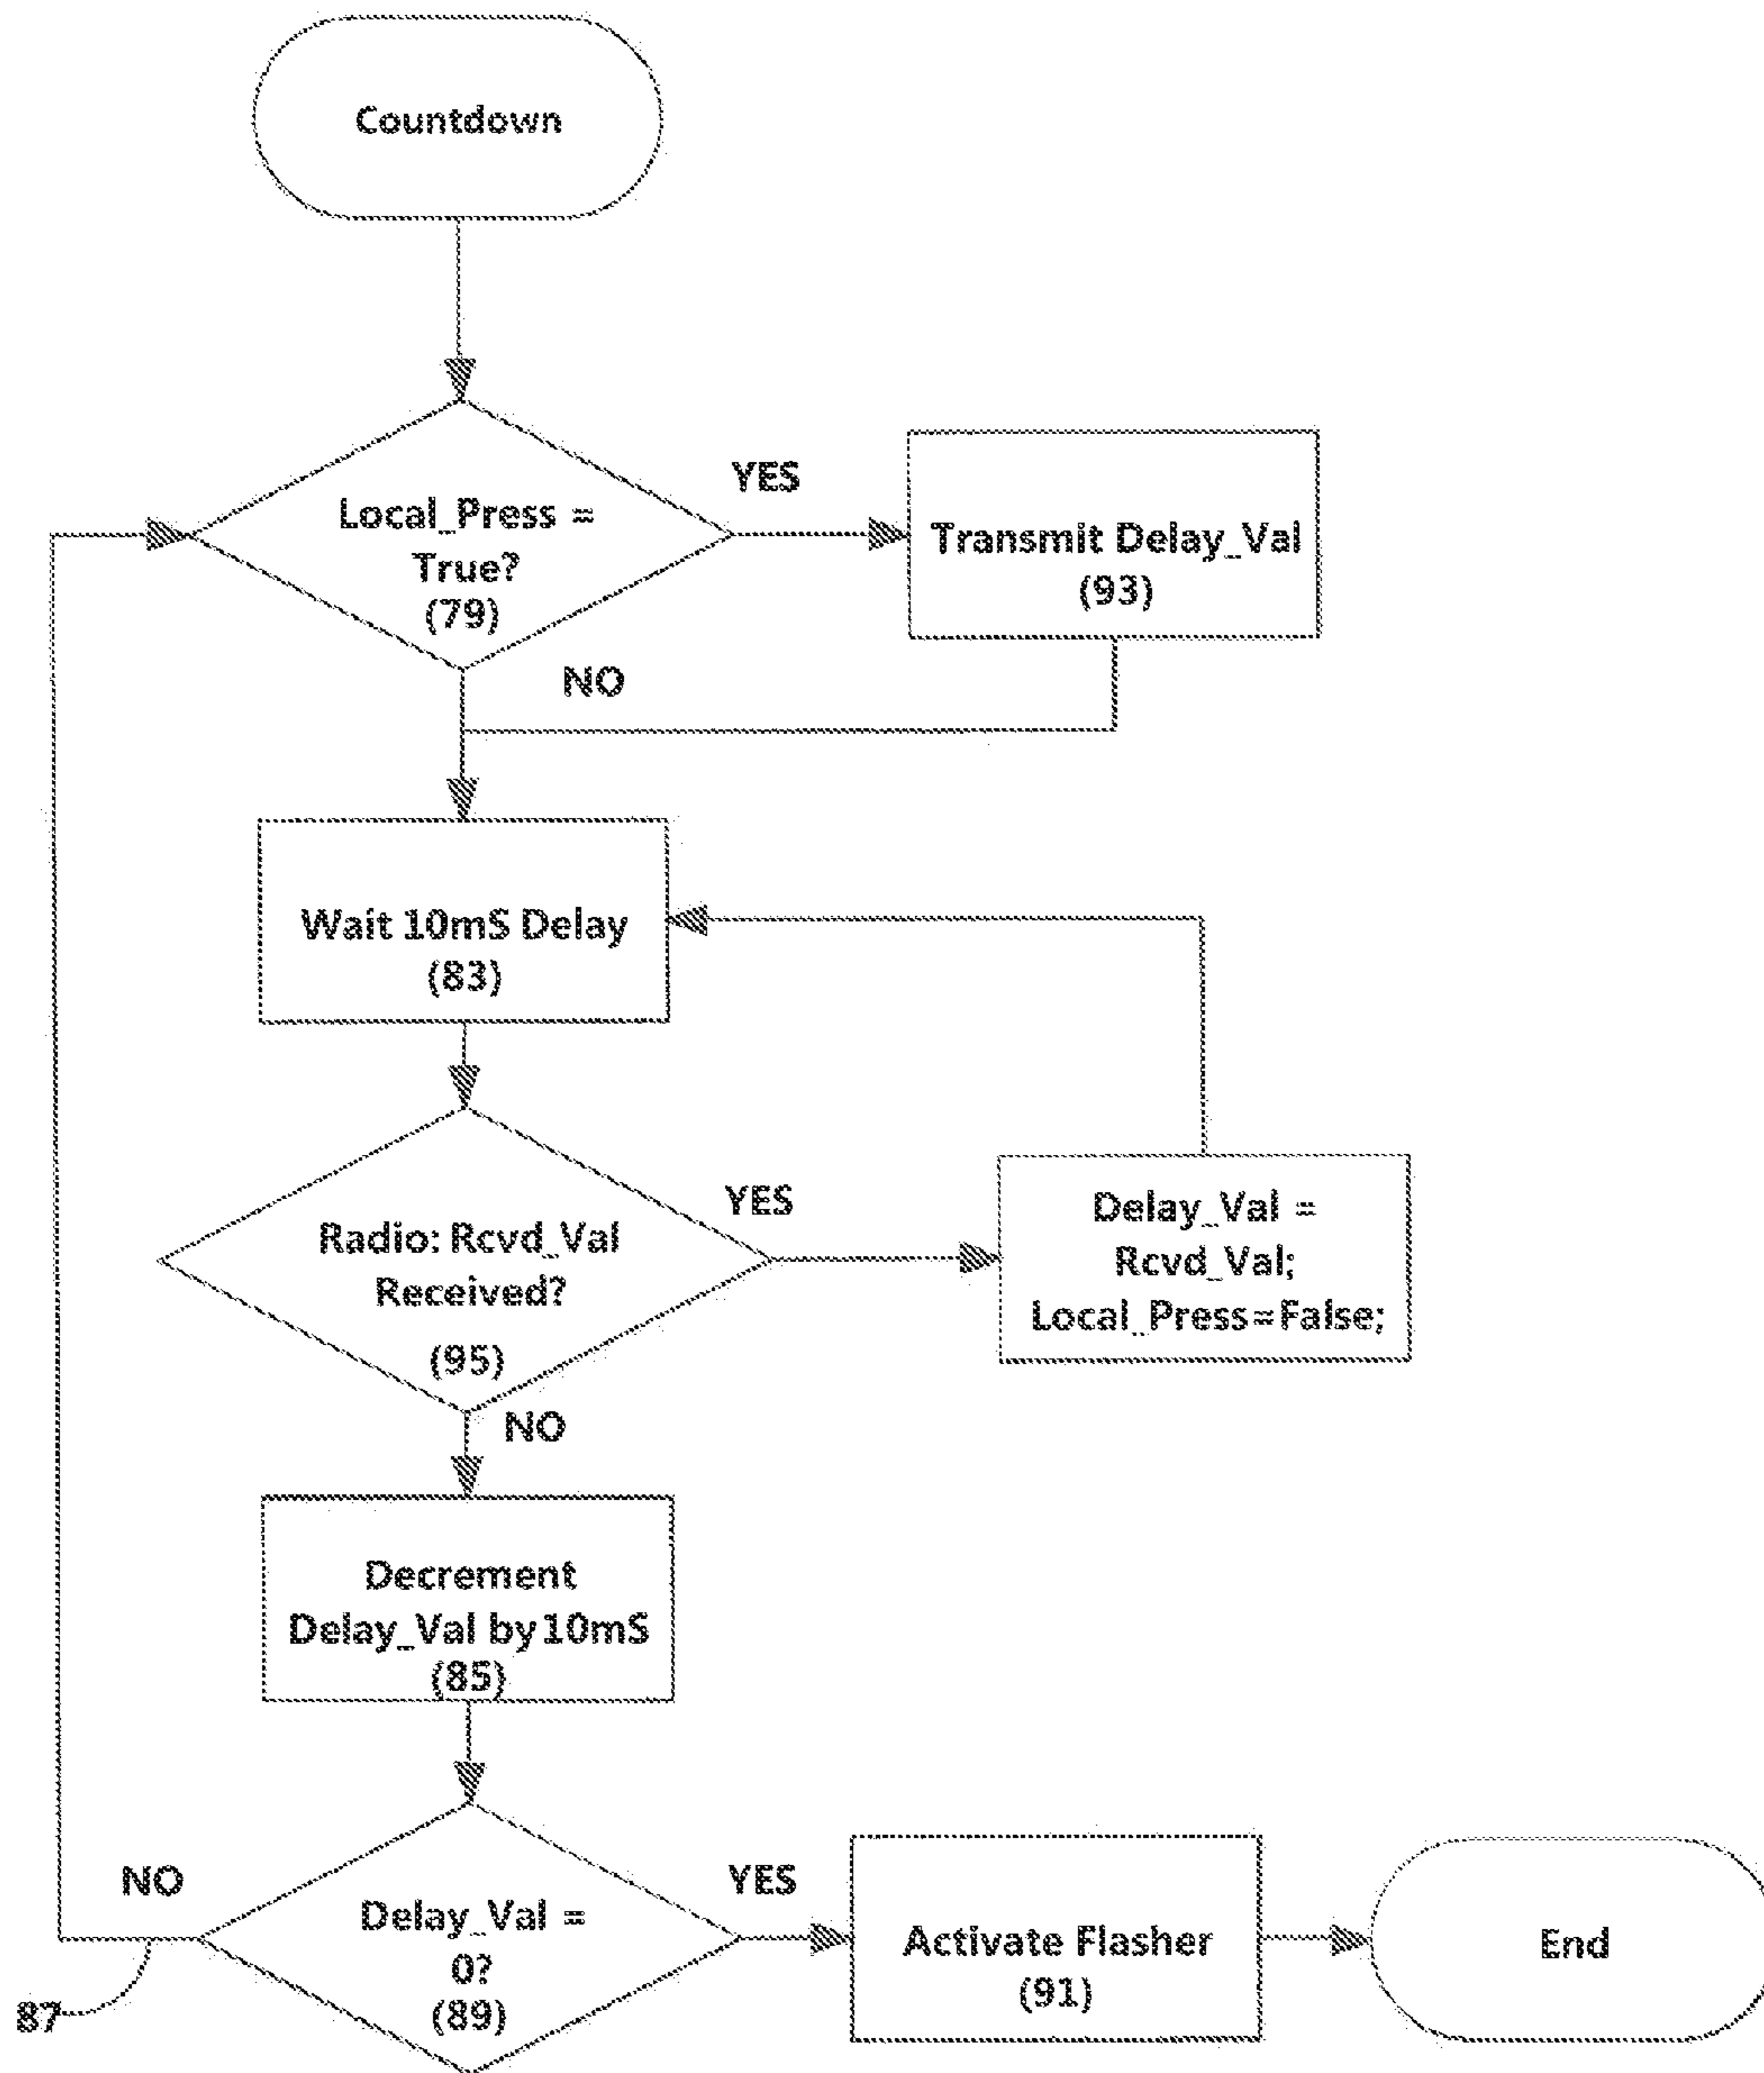 Countdown
Local_Press =
True?
(79)
YES
Transmit Delay_Val
(93)
NO
Wait 10mS Delay
(83)
Radio: Rcvd_Val
Received?
(95)
YES
Delay_Val =
Rcvd_Val;
Local_Press=False;
NO
Decrement
Delay_Val by 10mS
(85)
NO
Delay_Val =
0?
(89)
YES
Activate Flasher
(91)
End
87